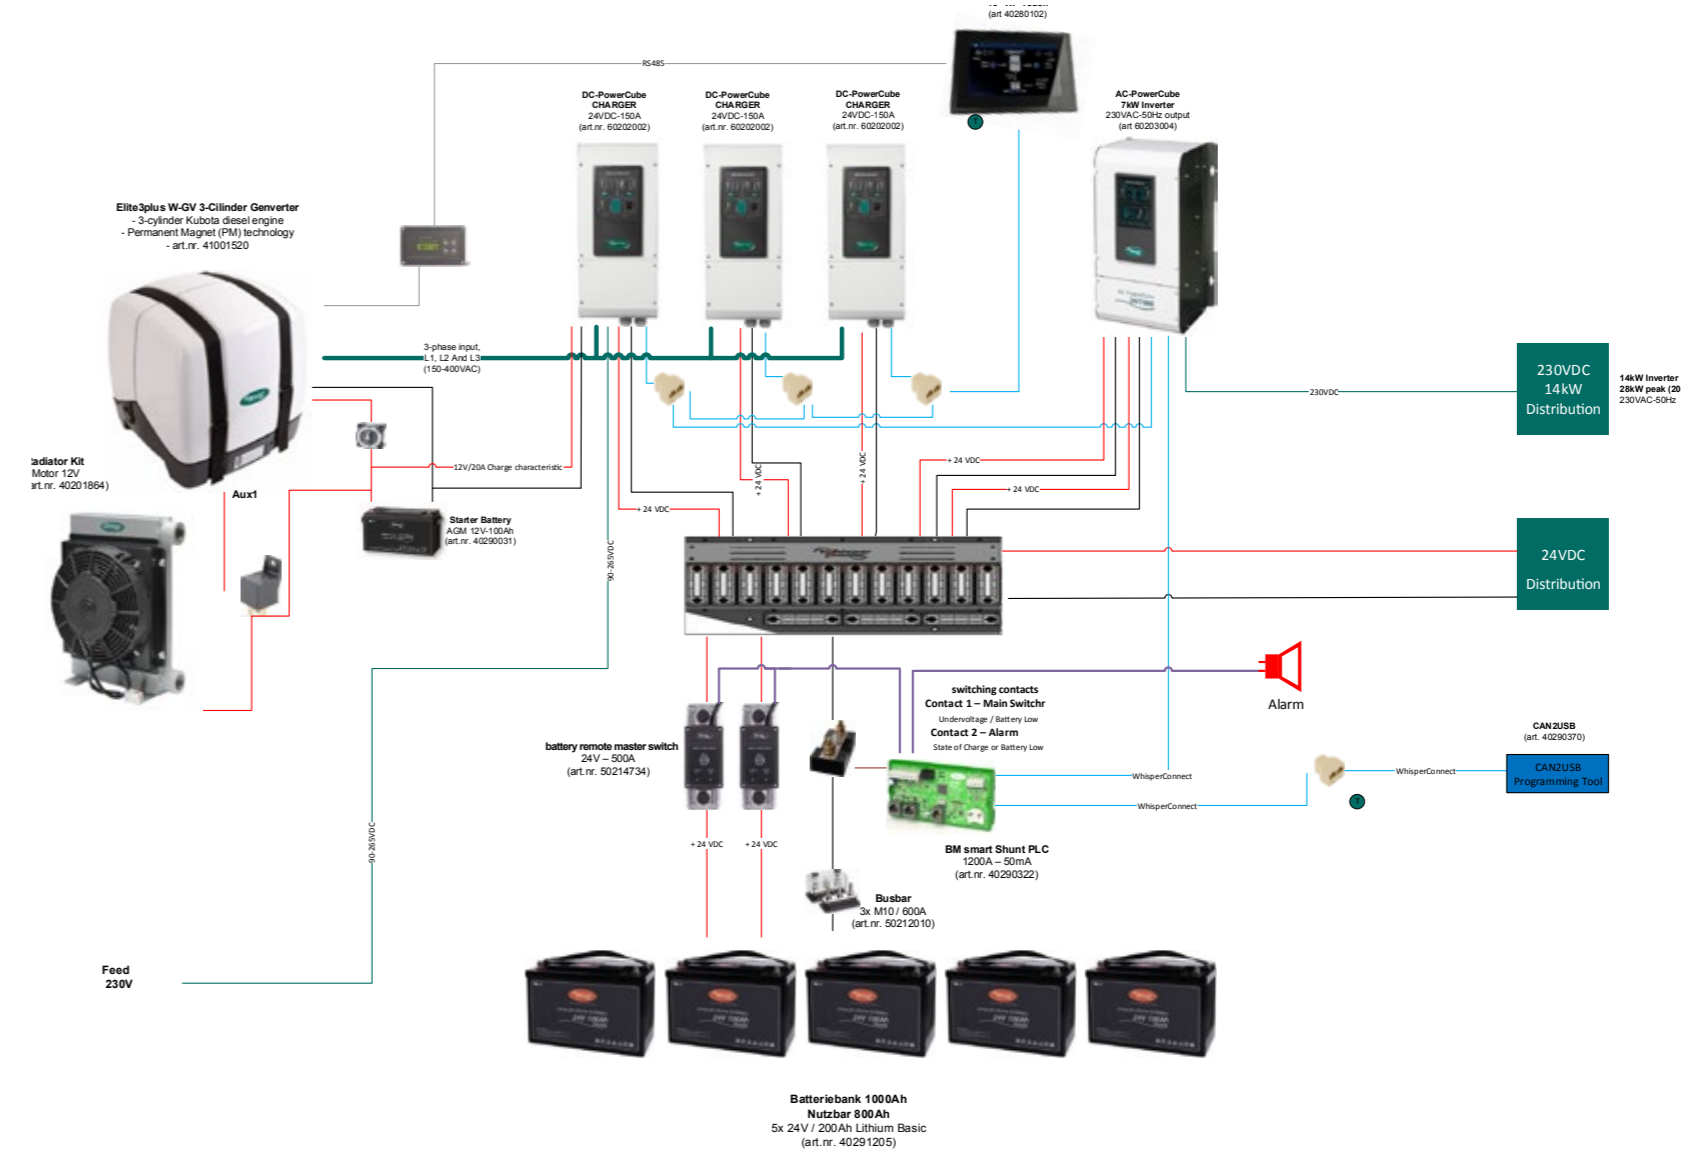 (art 40280102)
RS485
DC-PowerCube
CHARGER
24VDC-150A
(art.nr. 60202002)
DC-PowerCube
CHARGER
24VDC-150A
(art.nr. 60202002)
DC-PowerCube
CHARGER
24VDC-150A
(art.nr. 60202002)
AC-PowerCube
7kW Inverter
230VAC-50Hz output
(art 60203004)
T
Elite3plus W-GV 3-Cilinder Genverter
- 3-cylinder Kubota diesel engine
- Permanent Magnet (PM) technology
- art.nr. 41001520
3-phase input,
L1, L2 And L3
(150-400VAC)
230VDC
230VDC
14kW
Distribution
14kW Inverter
28kW peak (20
230VAC-50Hz
adiator Kit
Motor 12V
art.nr. 40201864)
Aux1
12V/20A Charge characteristic
Starter Battery
AGM 12V-100Ah
(art.nr. 40290031)
+ 24 VDC
+ 24 VDC
+ 24 VDC
+ 24 VDC
+ 24 VDC
90-265VDC
24VDC
Distribution
Alarm
switching contacts
Contact 1 – Main Switchr
Undervoltage / Battery Low
Contact 2 – Alarm
State of Charge or Battery Low
battery remote master switch
24V – 500A
(art.nr. 50214734)
WhisperConnect
WhisperConnect
WhisperConnect
CAN2USB
(art. 40290370)
CAN2USB
Programming Tool
T
90-265VDC
+ 24 VDC
+ 24 VDC
BM smart Shunt PLC
1200A – 50mA
(art.nr. 40290322)
Busbar
3x M10 / 600A
(art.nr. 50212010)
Feed
230V
Batteriebank 1000Ah
Nutzbar 800Ah
5x 24V / 200Ah Lithium Basic
(art.nr. 40291205)